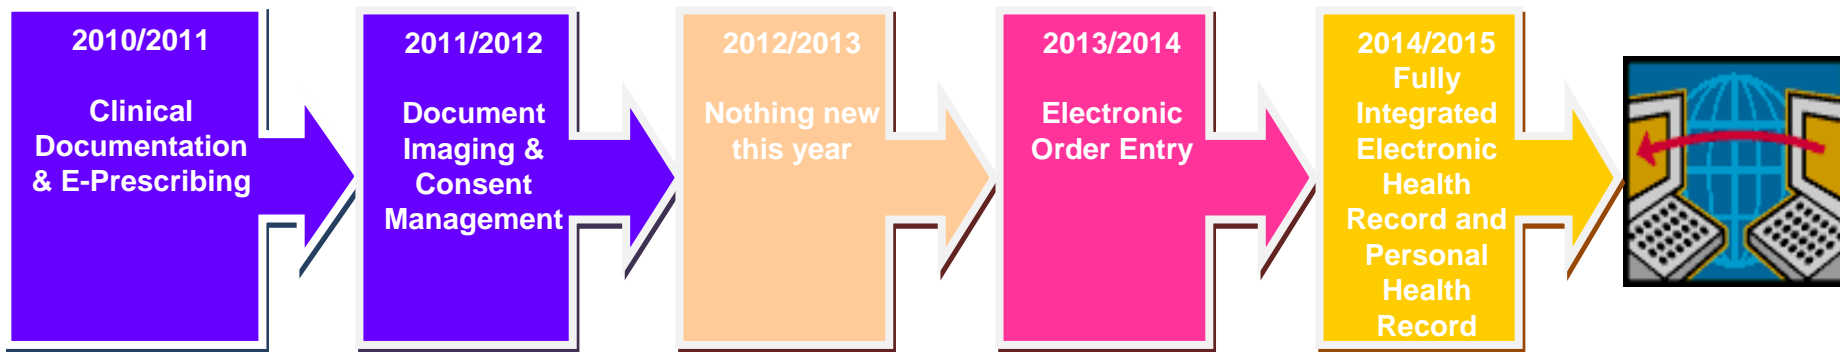 2010/2011
Clinical
Documentation
& E-Prescribing
2011/2012
Document
Imaging &
Consent
Management
2012/2013
Nothing new
this year
2013/2014
Electronic
Order Entry
2014/2015
Fully
Integrated
Electronic
Health
Record and
Personal
Health
Record